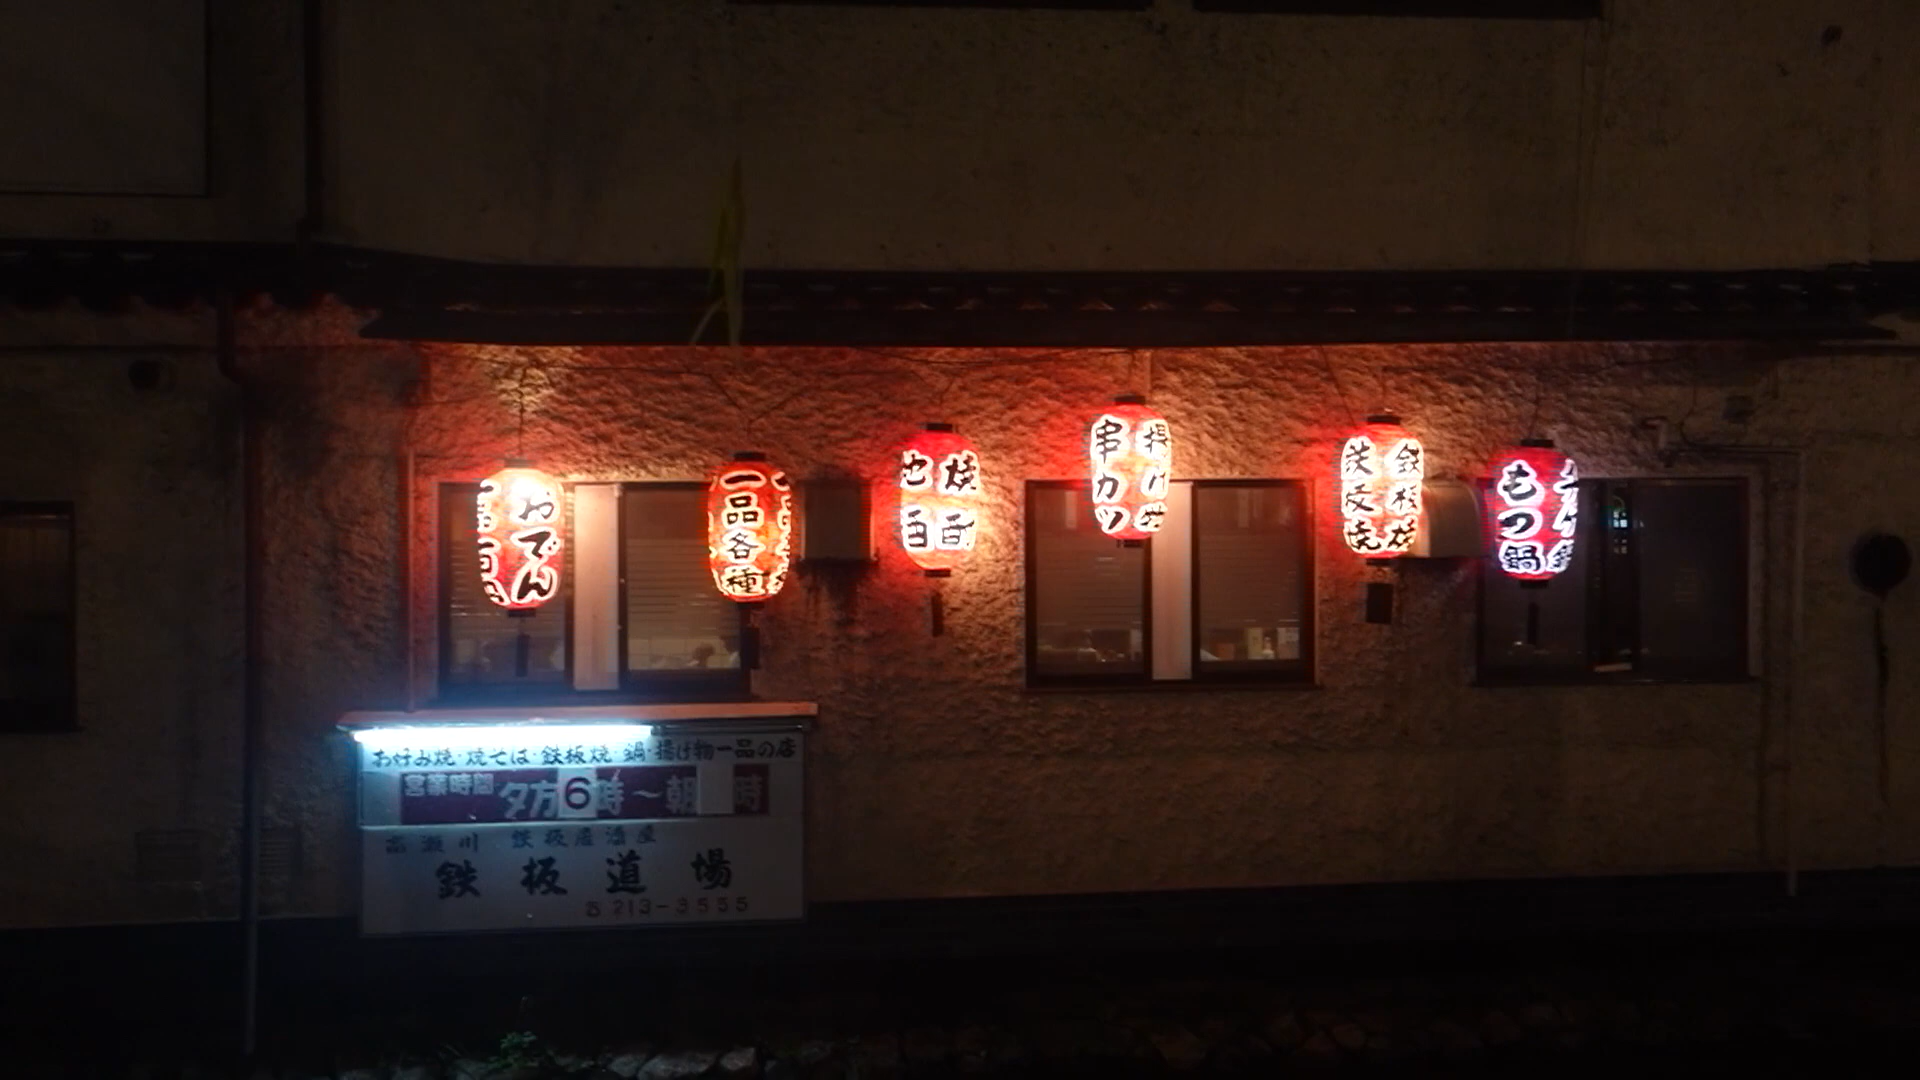 おでん
一品各種
焼酎
串カツ
揚げ物
鉄板焼
もつ鍋
お好み焼・焼そば・鉄板焼・鍋・揚げ物一品の店
営業時間 夕方6時～朝 時
高瀬川 鉄板居酒屋
鉄板道場
☎213-3555